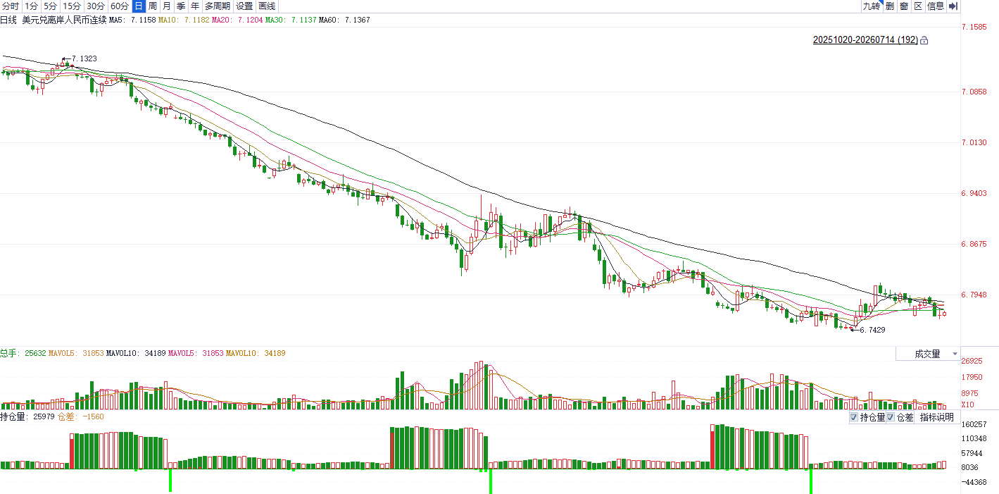 分时 1分 5分 15分 30分 60分 日 周 月 季 年 多周期 设置 画线 九转 删 窗 区 信息
日线 美元兑离岸人民币连续 MA5: 7.1158 MA10: 7.1182 MA20: 7.1204 MA30: 7.1137 MA60: 7.1367
7.1585
20251020-20260714 (192)
7.1323
7.0858
7.0130
6.9403
6.8675
6.7948
6.7429
总手: 25632 MAVOL5: 31853 MAVOL10: 34189 MAVOL5: 31853 MAVOL10: 34189
成交量
26925
17950
8975
X10
持仓量: 25979 仓差: -1560
持仓量 仓差 指标说明
160257
110348
57944
8036
-44368